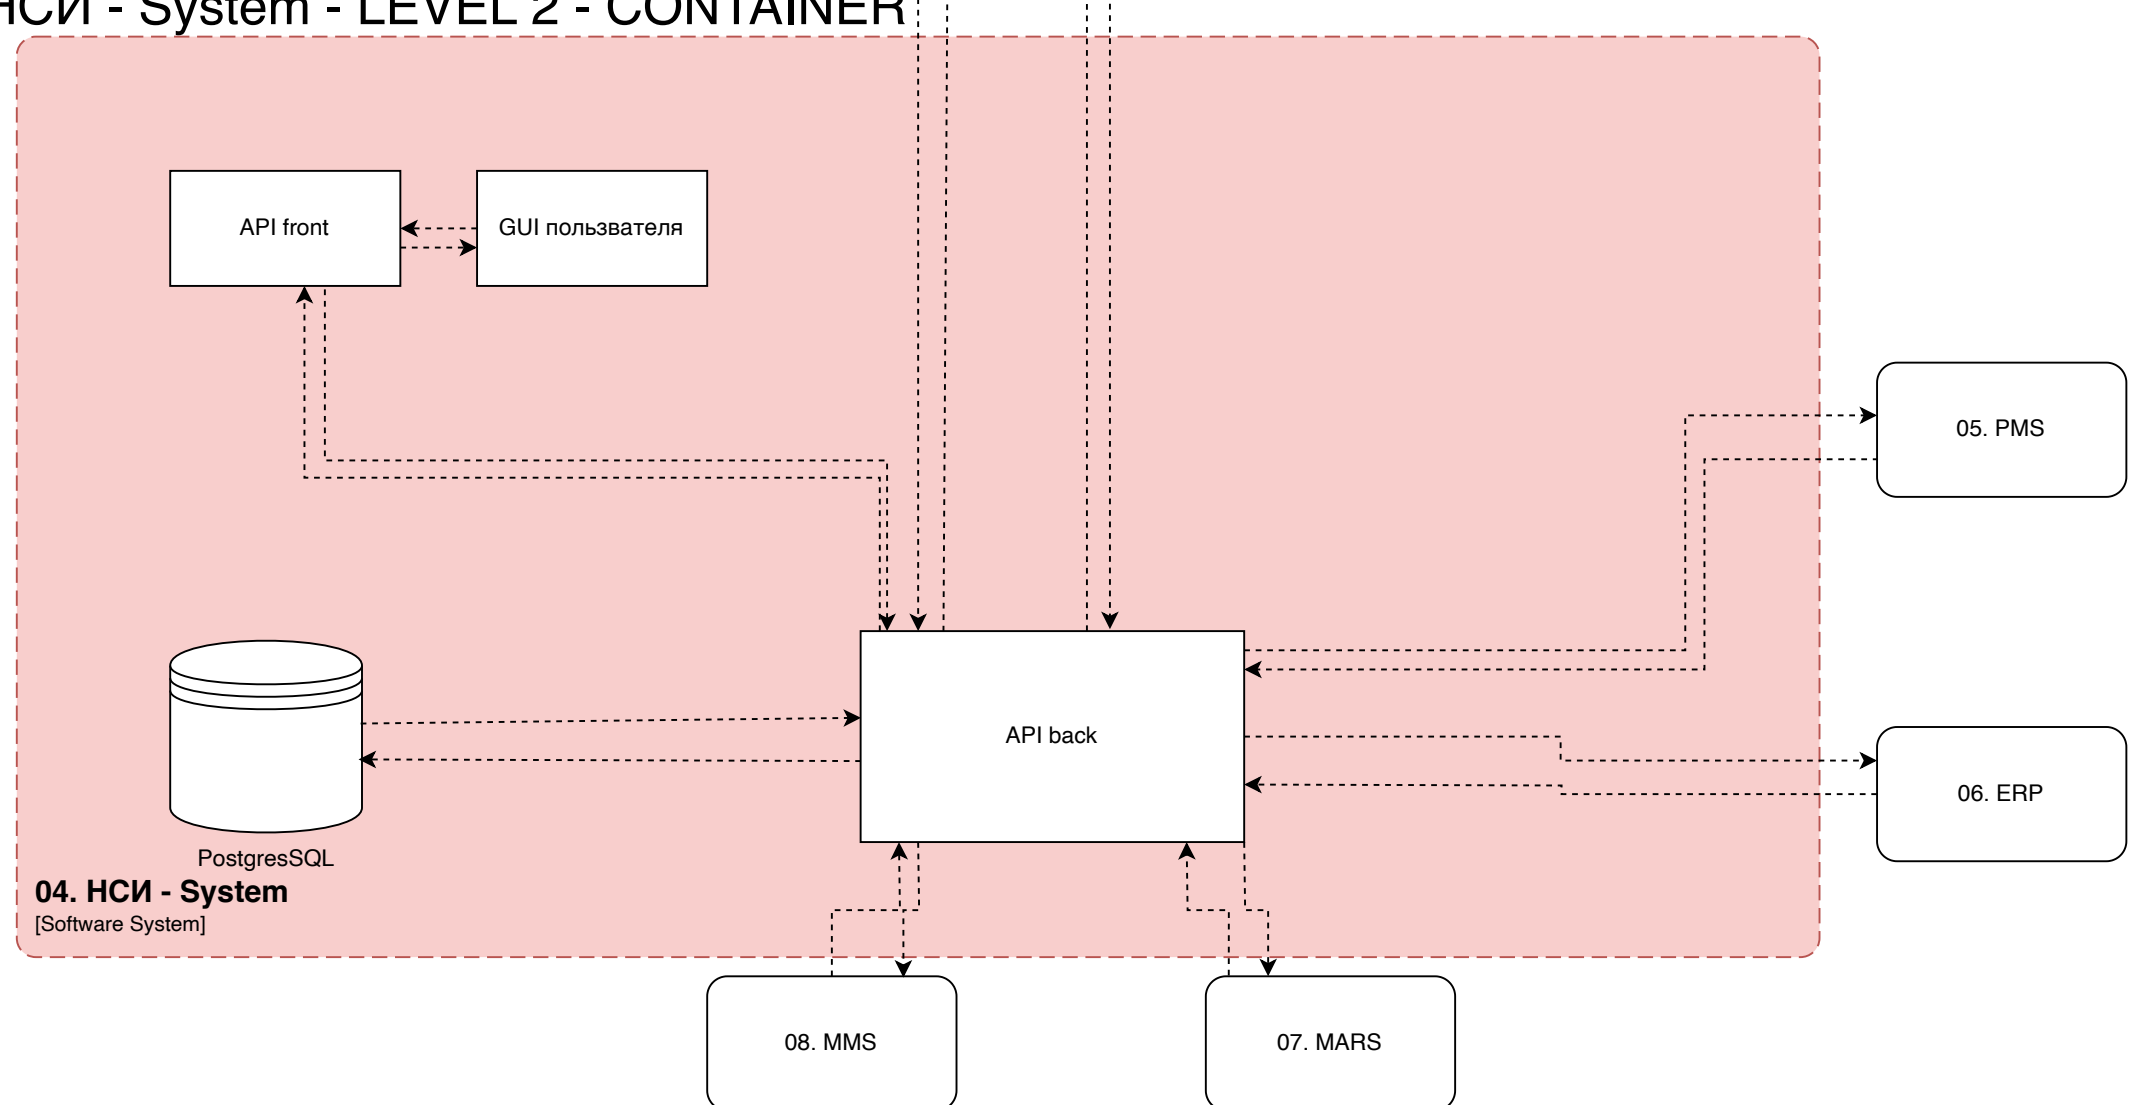 НСИ - System - LEVEL 2 - CONTAINER
API front
GUI пользвателя
05. PMS
API back
06. ERP
PostgresSQL
04. НСИ - System
[Software System]
08. MMS
07. MARS